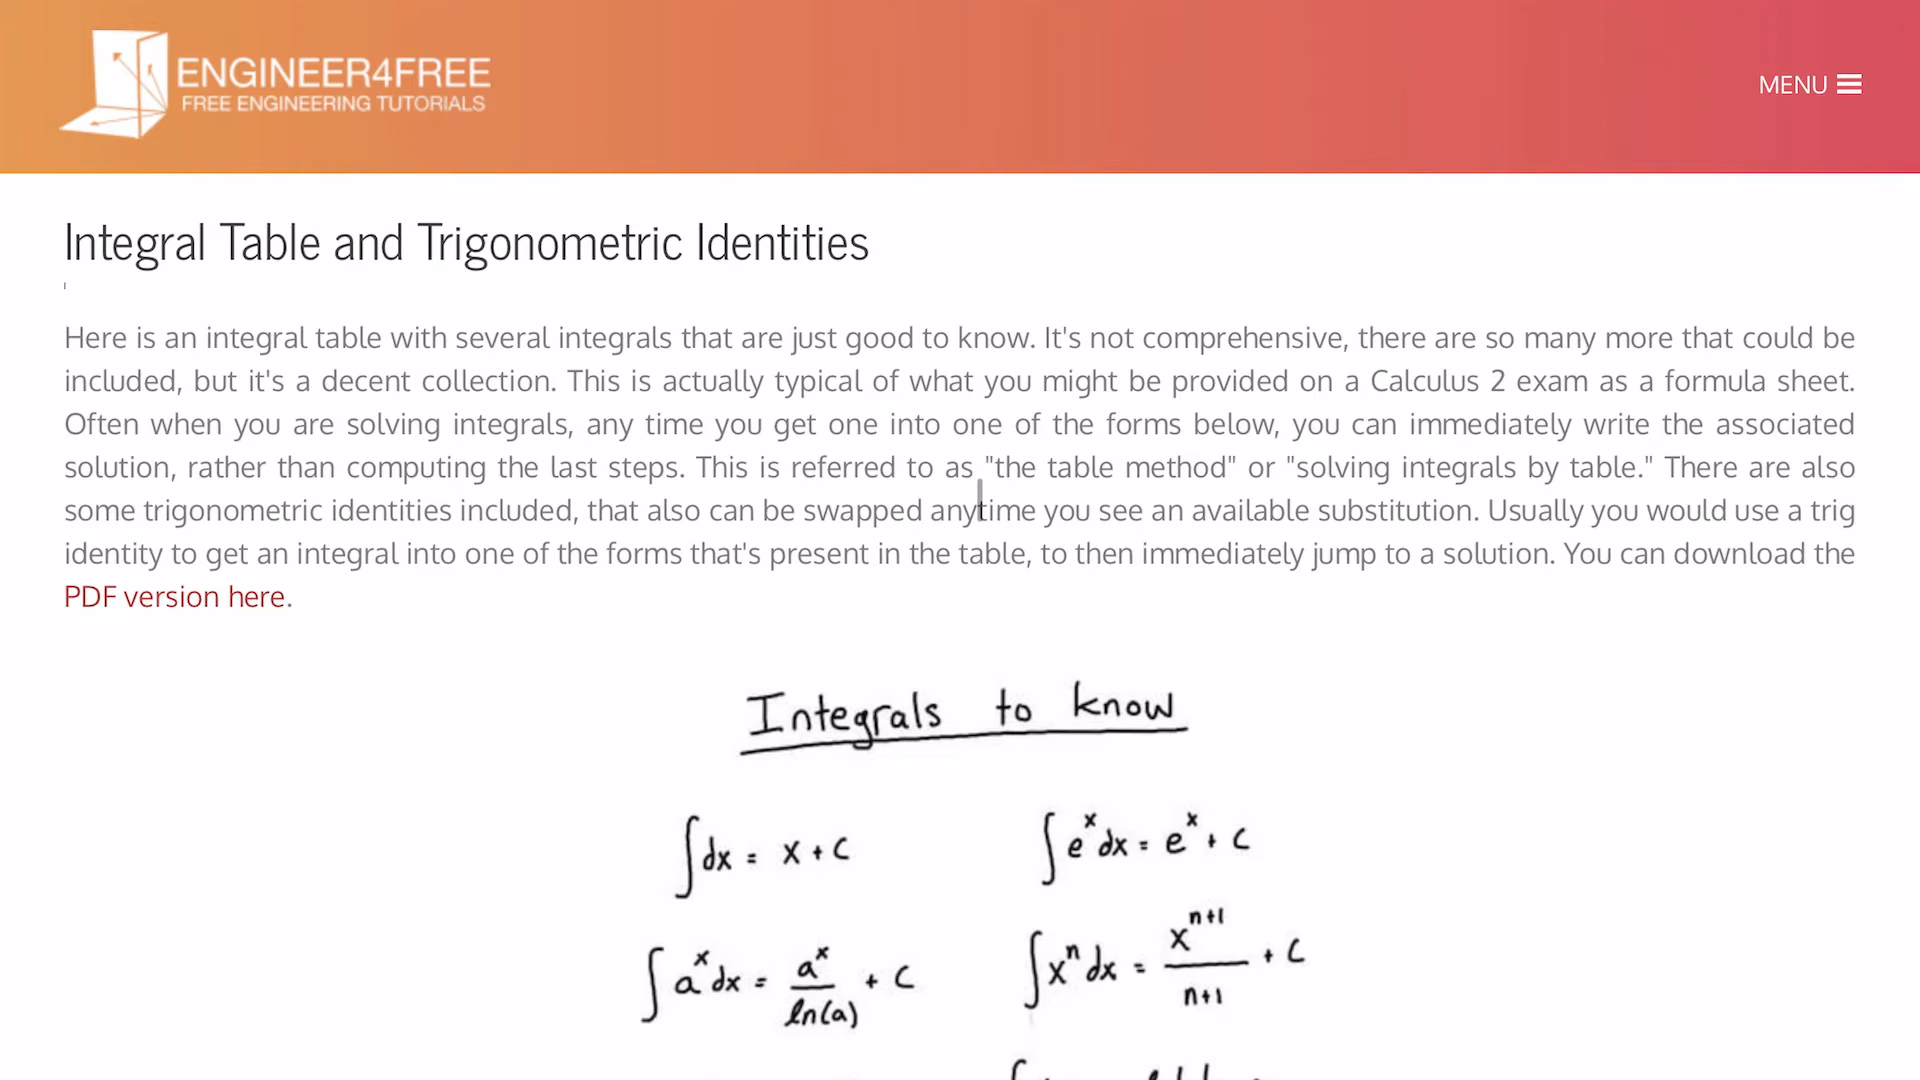 ENGINEER4FREE
FREE ENGINEERING TUTORIALS
MENU
Integral Table and Trigonometric Identities
Here is an integral table with several integrals that are just good to know. It's not comprehensive, there are so many more that could be
included, but it's a decent collection. This is actually typical of what you might be provided on a Calculus 2 exam as a formula sheet.
Often when you are solving integrals, any time you get one into one of the forms below, you can immediately write the associated
solution, rather than computing the last steps. This is referred to as "the table method" or "solving integrals by table." There are also
some trigonometric identities included, that also can be swapped anytime you see an available substitution. Usually you would use a trig
identity to get an integral into one of the forms that's present in the table, to then immediately jump to a solution. You can download the
PDF version here.
Integrals to know
∫dx = x + C
∫e^x dx = e^x + C
∫a^x dx = a^x/ln(a) + C
∫x^n dx = x^(n+1)/(n+1) + C